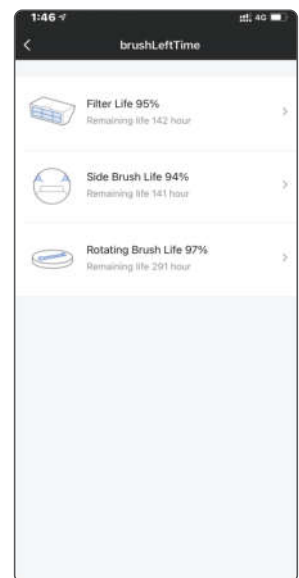 1:46
4G
brushLeftTime
Filter Life 95%
Remaining life 142 hour
Side Brush Life 94%
Remaining life 141 hour
Rotating Brush Life 97%
Remaining life 291 hour